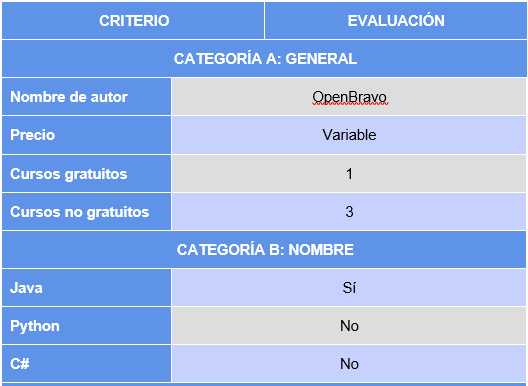 CRITERIO EVALUACIÓN
CATEGORÍA A: GENERAL
Nombre de autor OpenBravo
Precio Variable
Cursos gratuitos 1
Cursos no gratuitos 3
CATEGORÍA B: NOMBRE
Java Sí
Python No
C# No